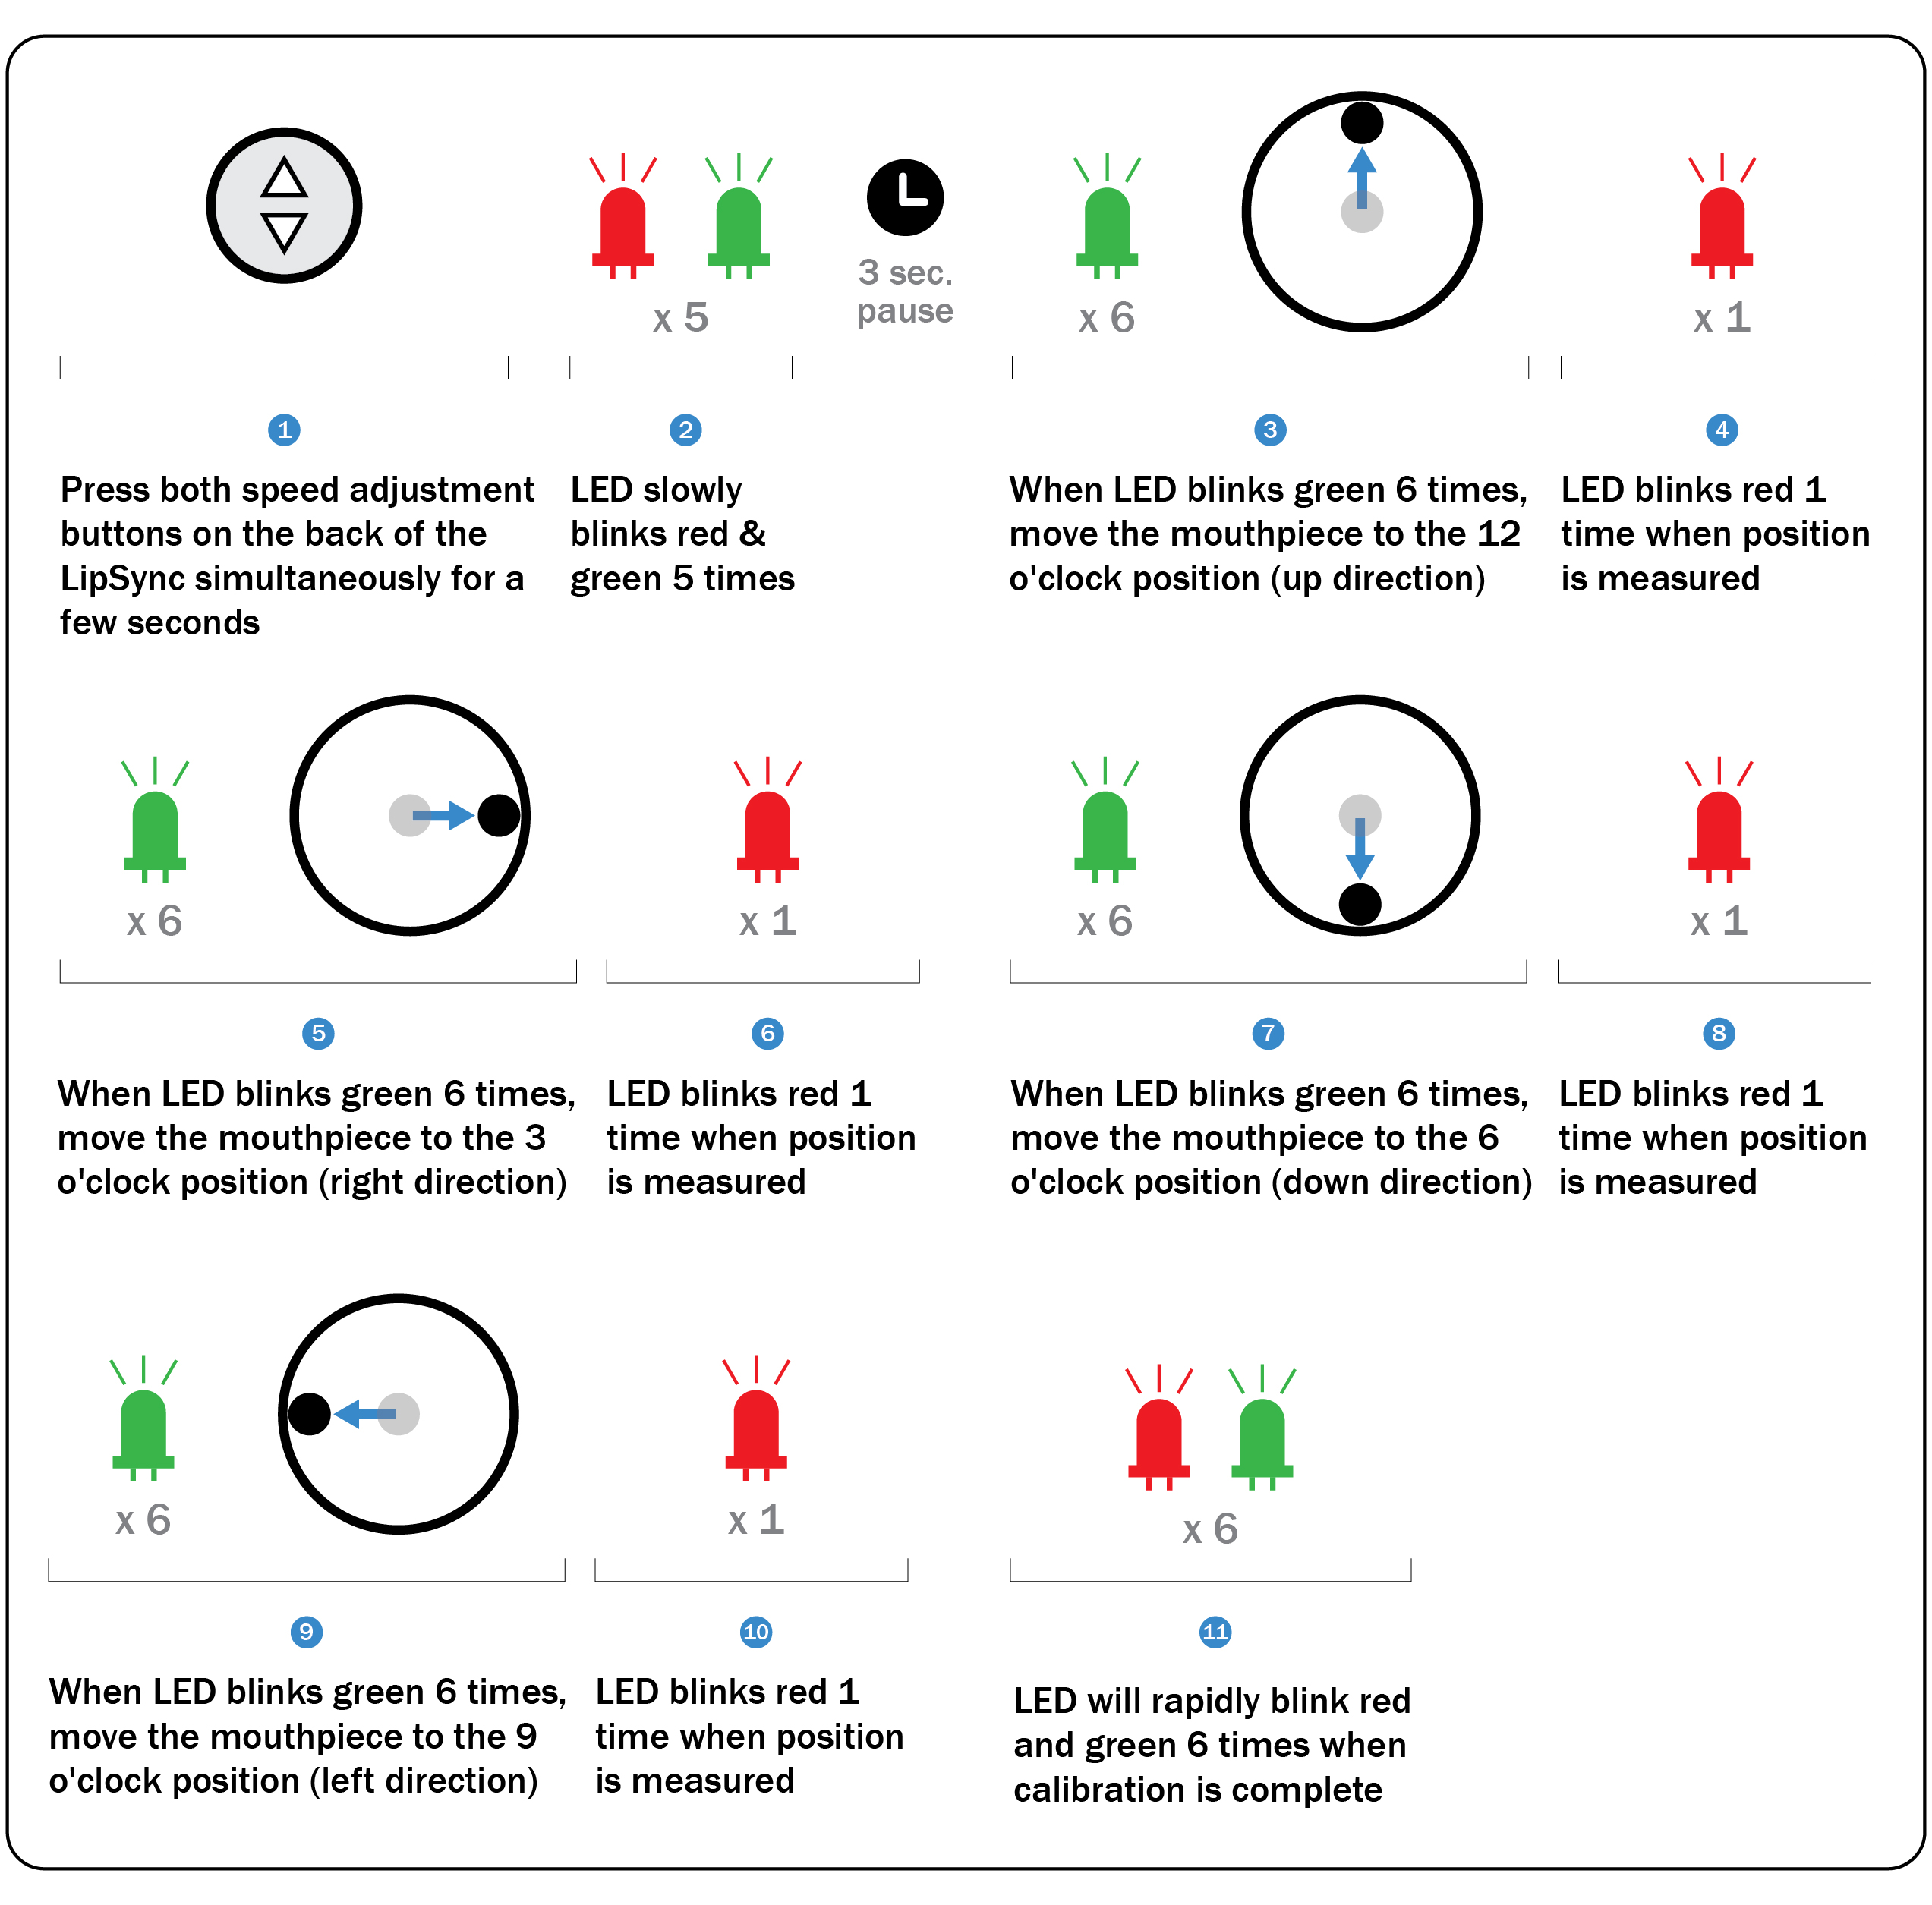 x 5
3 sec.
pause
x 6
x 1
1
Press both speed adjustment
buttons on the back of the
LipSync simultaneously for a
few seconds
2
LED slowly
blinks red &
green 5 times
3
When LED blinks green 6 times,
move the mouthpiece to the 12
o'clock position (up direction)
4
LED blinks red 1
time when position
is measured
x 6
x 1
x 6
x 1
5
When LED blinks green 6 times,
move the mouthpiece to the 3
o'clock position (right direction)
6
LED blinks red 1
time when position
is measured
7
When LED blinks green 6 times,
move the mouthpiece to the 6
o'clock position (down direction)
8
LED blinks red 1
time when position
is measured
x 6
x 1
x 6
9
When LED blinks green 6 times,
move the mouthpiece to the 9
o'clock position (left direction)
10
LED blinks red 1
time when position
is measured
11
LED will rapidly blink red
and green 6 times when
calibration is complete